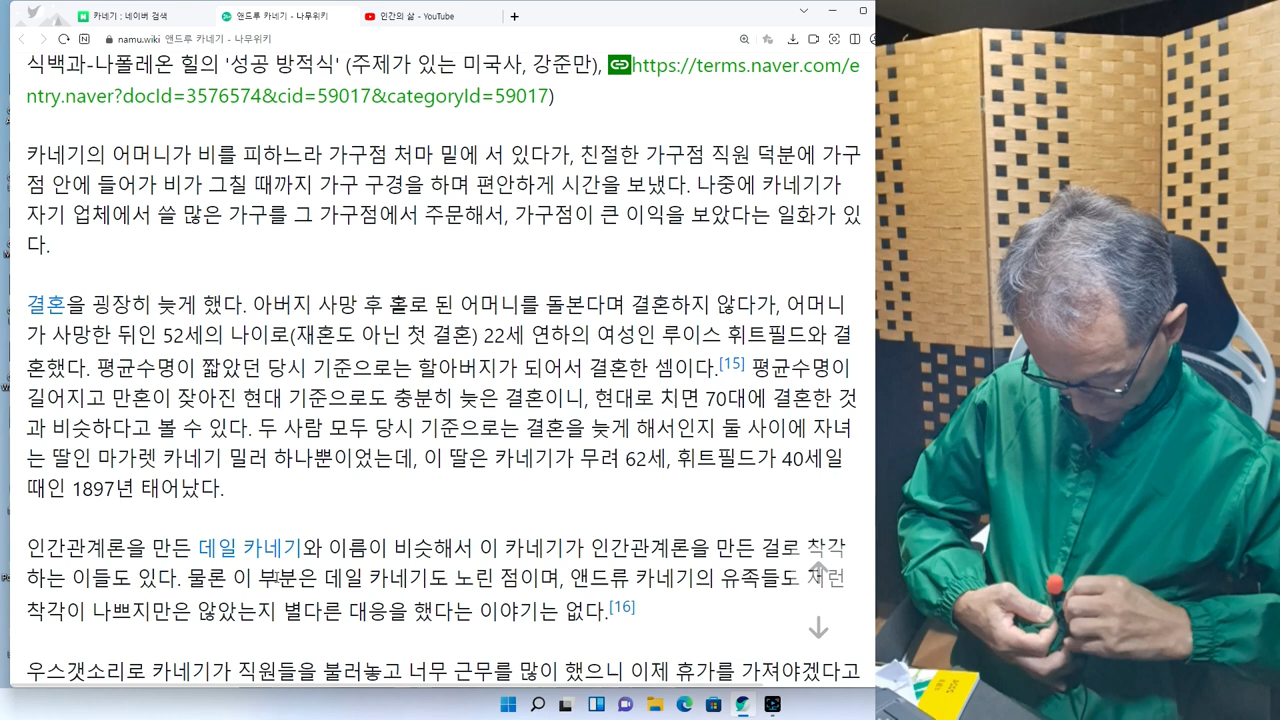 카네기 : 네이버 검색
앤드루 카네기 - 나무위키
인간의 삶 - YouTube
namu.wiki 앤드루 카네기 - 나무위키
식백과-나폴레온 힐의 '성공 방적식' (주제가 있는 미국사, 강준만), https://terms.naver.com/e
ntry.naver?docId=3576574&cid=59017&categoryId=59017)
카네기의 어머니가 비를 피하느라 가구점 처마 밑에 서 있다가, 친절한 가구점 직원 덕분에 가구
점 안에 들어가 비가 그칠 때까지 가구 구경을 하며 편안하게 시간을 보냈다. 나중에 카네기가
자기 업체에서 쓸 많은 가구를 그 가구점에서 주문해서, 가구점이 큰 이익을 보았다는 일화가 있
다.
결혼을 굉장히 늦게 했다. 아버지 사망 후 홀로 된 어머니를 돌본다며 결혼하지 않다가, 어머니
가 사망한 뒤인 52세의 나이로(재혼도 아닌 첫 결혼) 22세 연하의 여성인 루이스 휘트필드와 결
혼했다. 평균수명이 짧았던 당시 기준으로는 할아버지가 되어서 결혼한 셈이다.[15] 평균수명이
길어지고 만혼이 잦아진 현대 기준으로도 충분히 늦은 결혼이니, 현대로 치면 70대에 결혼한 것
과 비슷하다고 볼 수 있다. 두 사람 모두 당시 기준으로는 결혼을 늦게 해서인지 둘 사이에 자녀
는 딸인 마가렛 카네기 밀러 하나뿐이었는데, 이 딸은 카네기가 무려 62세, 휘트필드가 40세일
때인 1897년 태어났다.
인간관계론을 만든 데일 카네기와 이름이 비슷해서 이 카네기가 인간관계론을 만든 걸로 착각
하는 이들도 있다. 물론 이 부분은 데일 카네기도 노린 점이며, 앤드류 카네기의 유족들도 저런
착각이 나쁘지만은 않았는지 별다른 대응을 했다는 이야기는 없다.[16]
우스갯소리로 카네기가 직원들을 불러놓고 너무 근무를 많이 했으니 이제 휴가를 가져야겠다고